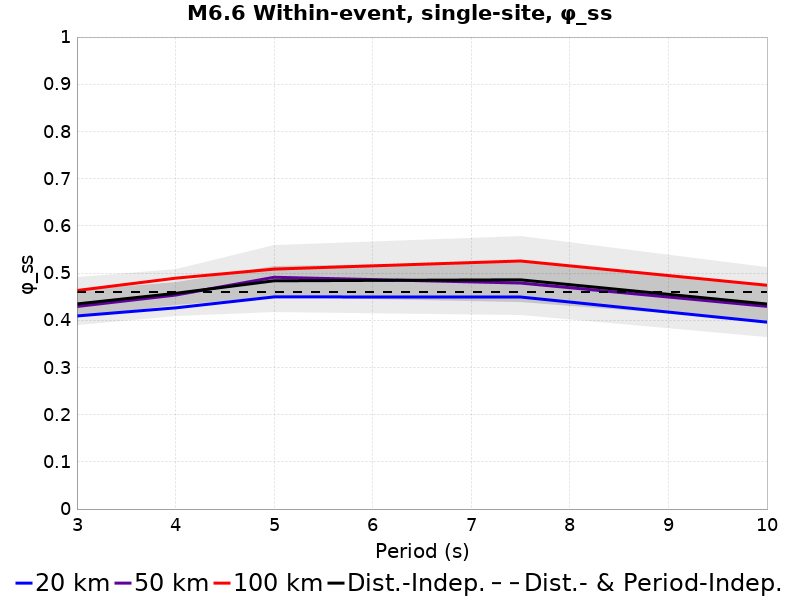 M6.6 Within-event, single-site, φ_ss
1
0.9
0.8
0.7
0.6
0.5
0.4
0.3
0.2
0.1
0
φ_ss
3 4 5 6 7 8 9 10
Period (s)
20 km 50 km 100 km Dist.-Indep. Dist.- & Period-Indep.